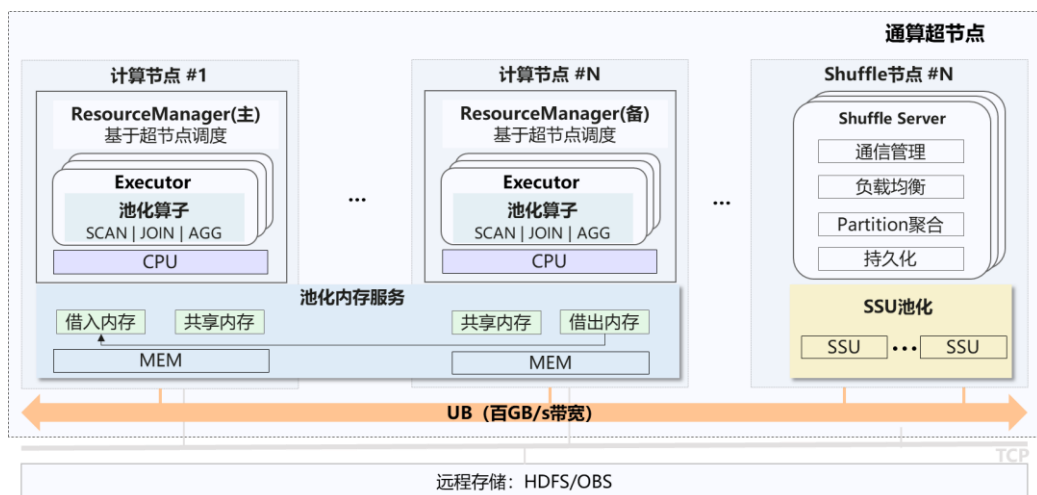 通算超节点
计算节点 #1
ResourceManager(主)
基于超节点调度
Executor
池化算子
SCAN | JOIN | AGG
CPU
...
计算节点 #N
ResourceManager(备)
基于超节点调度
Executor
池化算子
SCAN | JOIN | AGG
CPU
...
Shuffle节点 #N
Shuffle Server
通信管理
负载均衡
Partition聚合
持久化
池化内存服务
借入内存
共享内存
MEM
共享内存
借出内存
MEM
SSU池化
SSU
...
SSU
UB（百GB/s带宽）
TCP
远程存储：HDFS/OBS